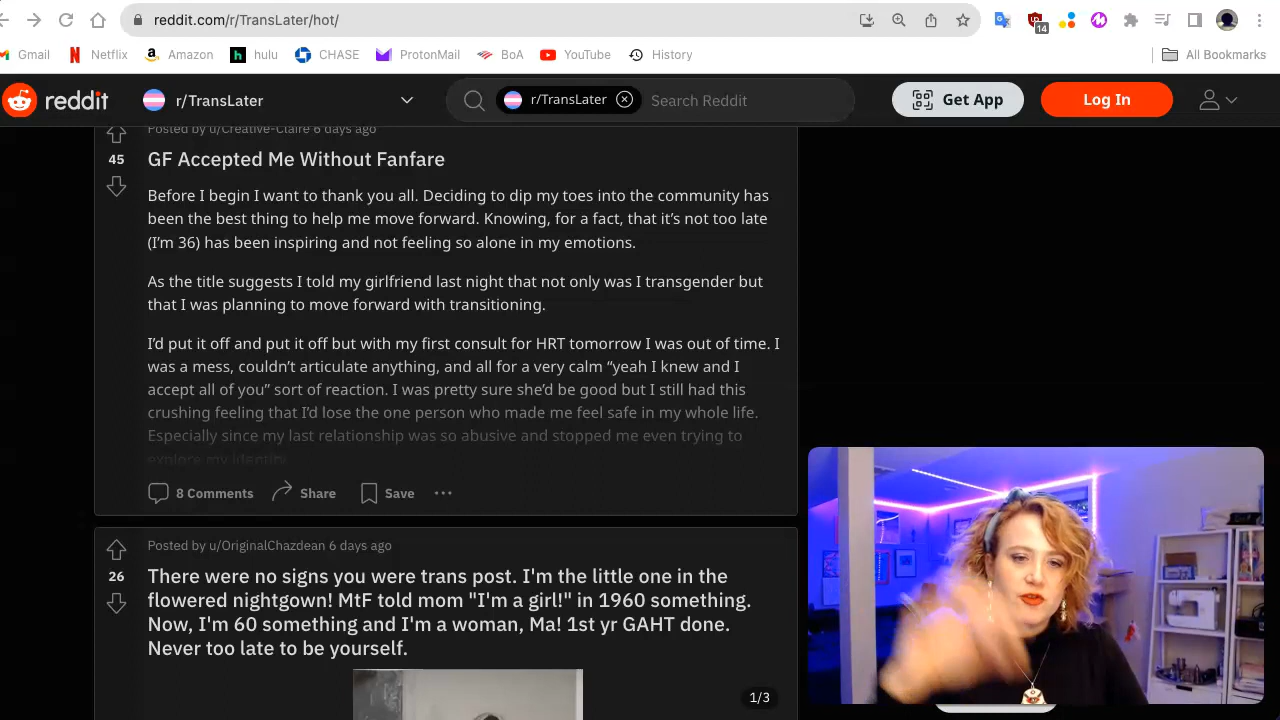 reddit.com/r/TransLater/hot/
14
Gmail
Netflix
Amazon
hulu
CHASE
ProtonMail
BoA
YouTube
History
All Bookmarks
reddit
r/TransLater
r/TransLater
Search Reddit
Get App
Log In
Posted by u/Creative-Claire 6 days ago
45
GF Accepted Me Without Fanfare
Before I begin I want to thank you all. Deciding to dip my toes into the community has
been the best thing to help me move forward. Knowing, for a fact, that it’s not too late
(I’m 36) has been inspiring and not feeling so alone in my emotions.
As the title suggests I told my girlfriend last night that not only was I transgender but
that I was planning to move forward with transitioning.
I’d put it off and put it off but with my first consult for HRT tomorrow I was out of time. I
was a mess, couldn’t articulate anything, and all for a very calm “yeah I knew and I
accept all of you” sort of reaction. I was pretty sure she’d be good but I still had this
crushing feeling that I’d lose the one person who made me feel safe in my whole life.
Especially since my last relationship was so abusive and stopped me even trying to
explore my identity.
8 Comments
Share
Save
Posted by u/OriginalChazdean 6 days ago
26
There were no signs you were trans post. I'm the little one in the
flowered nightgown! MtF told mom "I'm a girl!" in 1960 something.
Now, I'm 60 something and I'm a woman, Ma! 1st yr GAHT done.
Never too late to be yourself.
1/3